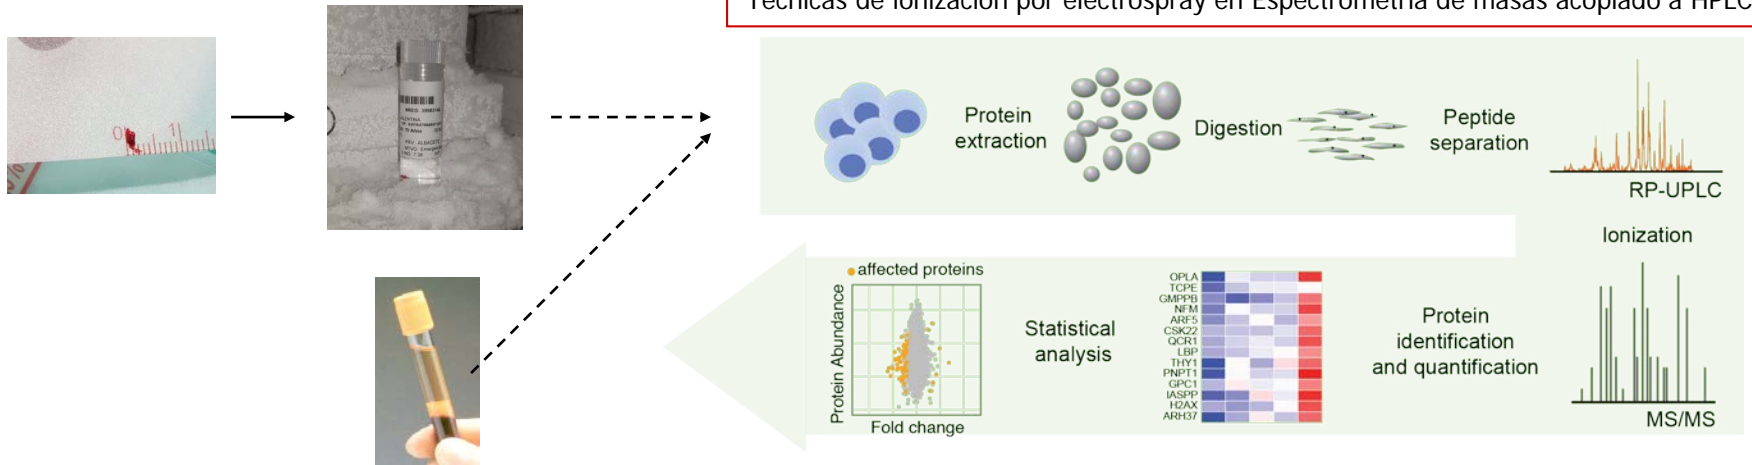 Técnicas de ionización por electrospray en Espectrometría de masas acoplado a HPLC
0
1
Protein
extraction
Digestion
Peptide
separation
RP-UPLC
Ionization
MS/MS
Protein
identification
and quantification
OPLA
TCPE
GMPPB
NFM
ARF5
CSK22
QCR1
LBP
THY1
PNPT1
GPC1
IASPP
H2AX
ARH37
Statistical
analysis
affected proteins
Protein Abundance
Fold change